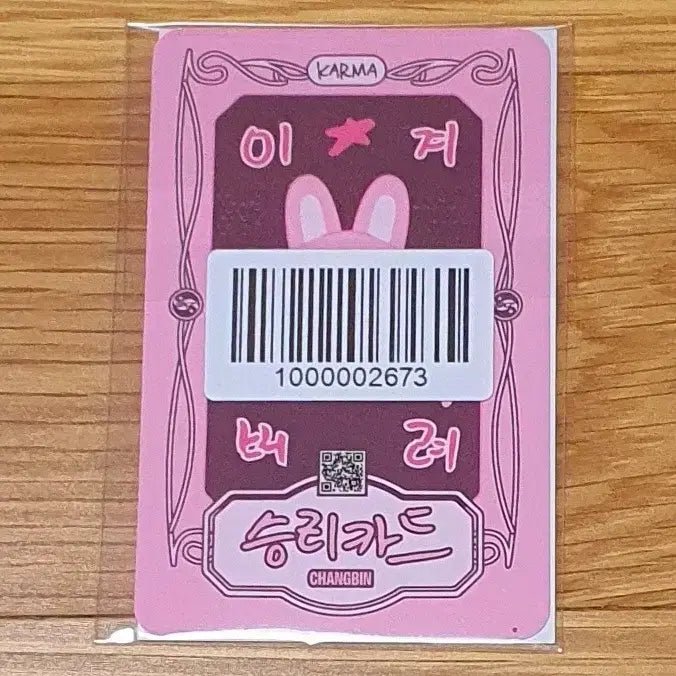 KARMA
이 겨
1000002673
버 려
승리카드
CHANGBIN